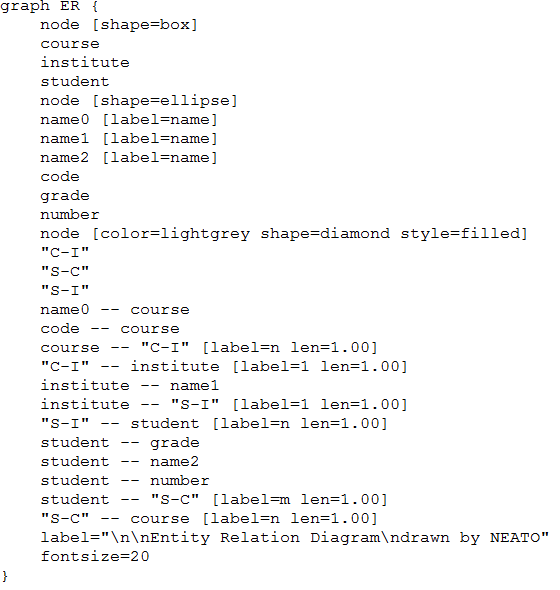 graph ER {
    node [shape=box]
    course
    institute
    student
    node [shape=ellipse]
    name0 [label=name]
    name1 [label=name]
    name2 [label=name]
    code
    grade
    number
    node [color=lightgrey shape=diamond style=filled]
    "C-I"
    "S-C"
    "S-I"
    name0 -- course
    code -- course
    course -- "C-I" [label=n len=1.00]
    "C-I" -- institute [label=1 len=1.00]
    institute -- name1
    institute -- "S-I" [label=1 len=1.00]
    "S-I" -- student [label=n len=1.00]
    student -- grade
    student -- name2
    student -- number
    student -- "S-C" [label=m len=1.00]
    "S-C" -- course [label=n len=1.00]
    label="\n\nEntity Relation Diagram\ndrawn by NEATO"
    fontsize=20
}